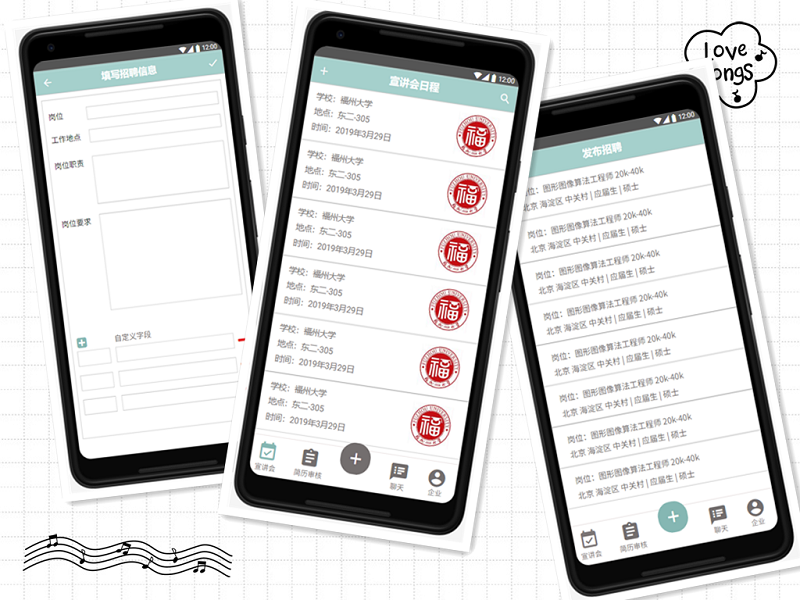 12:00
填写招聘信息
岗位
工作地点
岗位职责
岗位要求
自定义字段
12:00
宣讲会日程
学校：福州大学
地点：东二-305
时间：2019年3月29日
福
学校：福州大学
地点：东二-305
时间：2019年3月29日
福
学校：福州大学
地点：东二-305
时间：2019年3月29日
福
学校：福州大学
地点：东二-305
时间：2019年3月29日
福
学校：福州大学
地点：东二-305
时间：2019年3月29日
福
学校：福州大学
地点：东二-305
时间：2019年3月29日
福
宣讲会
简历审核
聊天
企业
Love
ongs
12:00
发布招聘
岗位：图形图像算法工程师 20k-40k
北京 海淀区 中关村 | 应届生 | 硕士
岗位：图形图像算法工程师 20k-40k
北京 海淀区 中关村 | 应届生 | 硕士
岗位：图形图像算法工程师 20k-40k
北京 海淀区 中关村 | 应届生 | 硕士
岗位：图形图像算法工程师 20k-40k
北京 海淀区 中关村 | 应届生 | 硕士
岗位：图形图像算法工程师 20k-40k
北京 海淀区 中关村 | 应届生 | 硕士
岗位：图形图像算法工程师 20k-40k
北京 海淀区 中关村 | 应届生 | 硕士
岗位：图形图像算法工程师 20k-40k
北京 海淀区 中关村 | 应届生 | 硕士
岗位：图形图像算法工程师 20k-40k
北京 海淀区 中关村 | 应届生 | 硕士
宣讲会
简历审核
聊天
企业